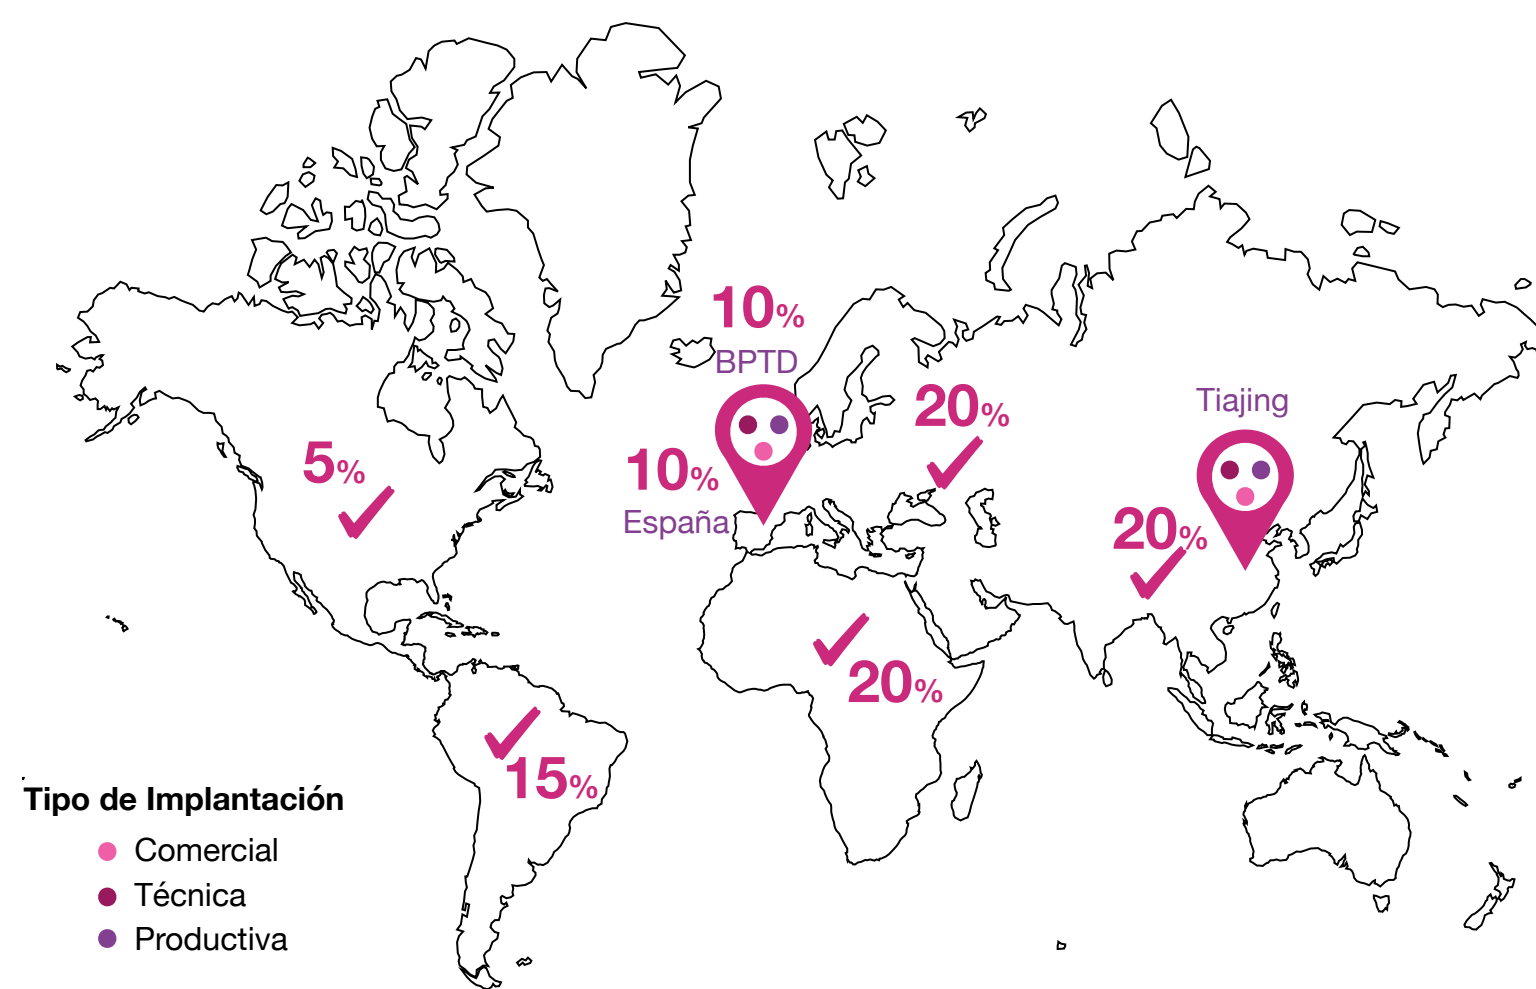 10%
BPTD
20%
Tiajing
5%
10%
España
20%
20%
15%
Tipo de Implantación
Comercial
Técnica
Productiva